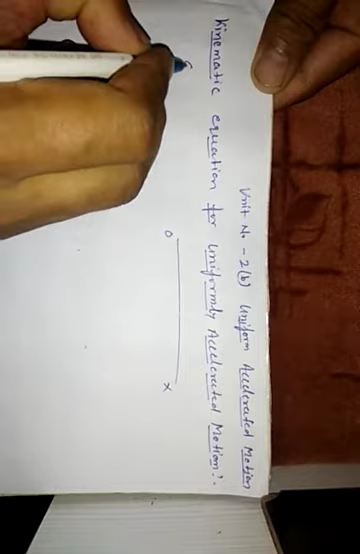 Unit No. - 2(b) Uniform Accelerated Motion
Kinematic equation for Uniformly Accelerated Motion:.
O X